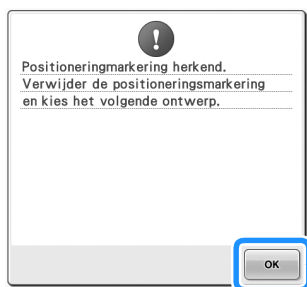 Positioneringmarkering herkend.
Verwijder de positioneringsmarkering
en kies het volgende ontwerp.
OK